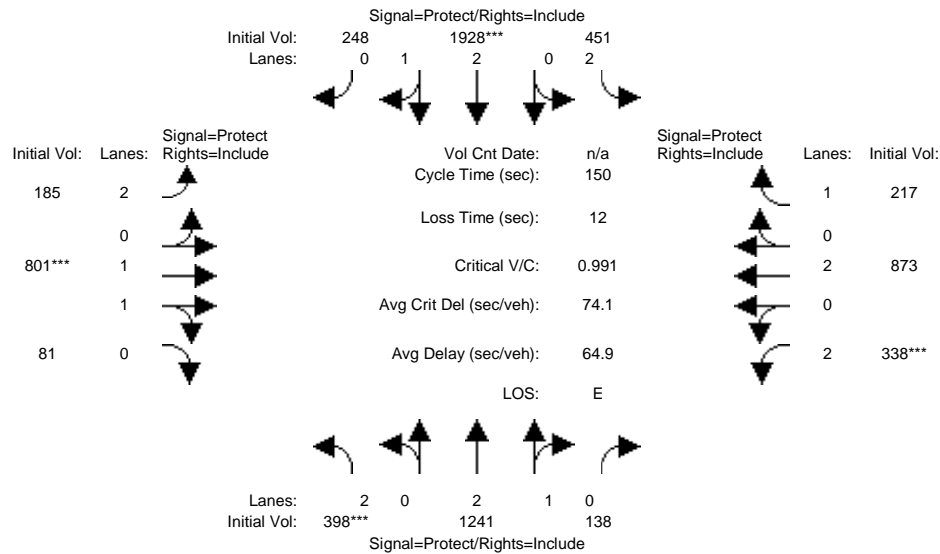 Signal=Protect/Rights=Include
Initial Vol: 248 1928*** 451
Lanes: 0 1 2 0 2
Signal=Protect Signal=Protect
Initial Vol: Lanes: Rights=Include Vol Cnt Date: n/a Rights=Include Lanes: Initial Vol:
Cycle Time (sec): 150
185 2 1 217
Loss Time (sec): 12
0 0
801*** 1 Critical V/C: 0.991 2 873
1 Avg Crit Del (sec/veh): 74.1 0
81 0 Avg Delay (sec/veh): 64.9 2 338***
LOS: E
Lanes: 2 0 2 1 0
Initial Vol: 398*** 1241 138
Signal=Protect/Rights=Include